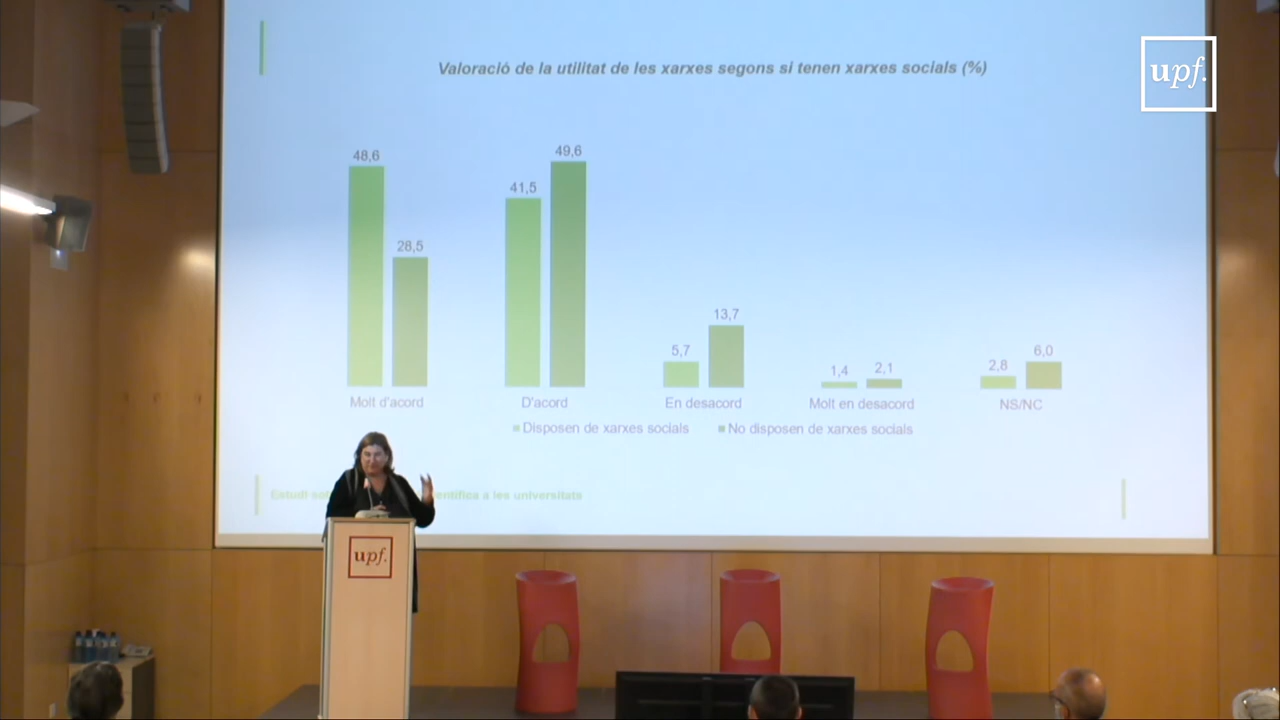 upf.
Valoració de la utilitat de les xarxes segons si tenen xarxes socials (%)
48,6
28,5
41,5
49,6
5,7
13,7
1,4
2,1
2,8
6,0
Molt d'acord
D'acord
En desacord
Molt en desacord
NS/NC
Disposen de xarxes socials
No disposen de xarxes socials
Estudi a les universitats
upf.